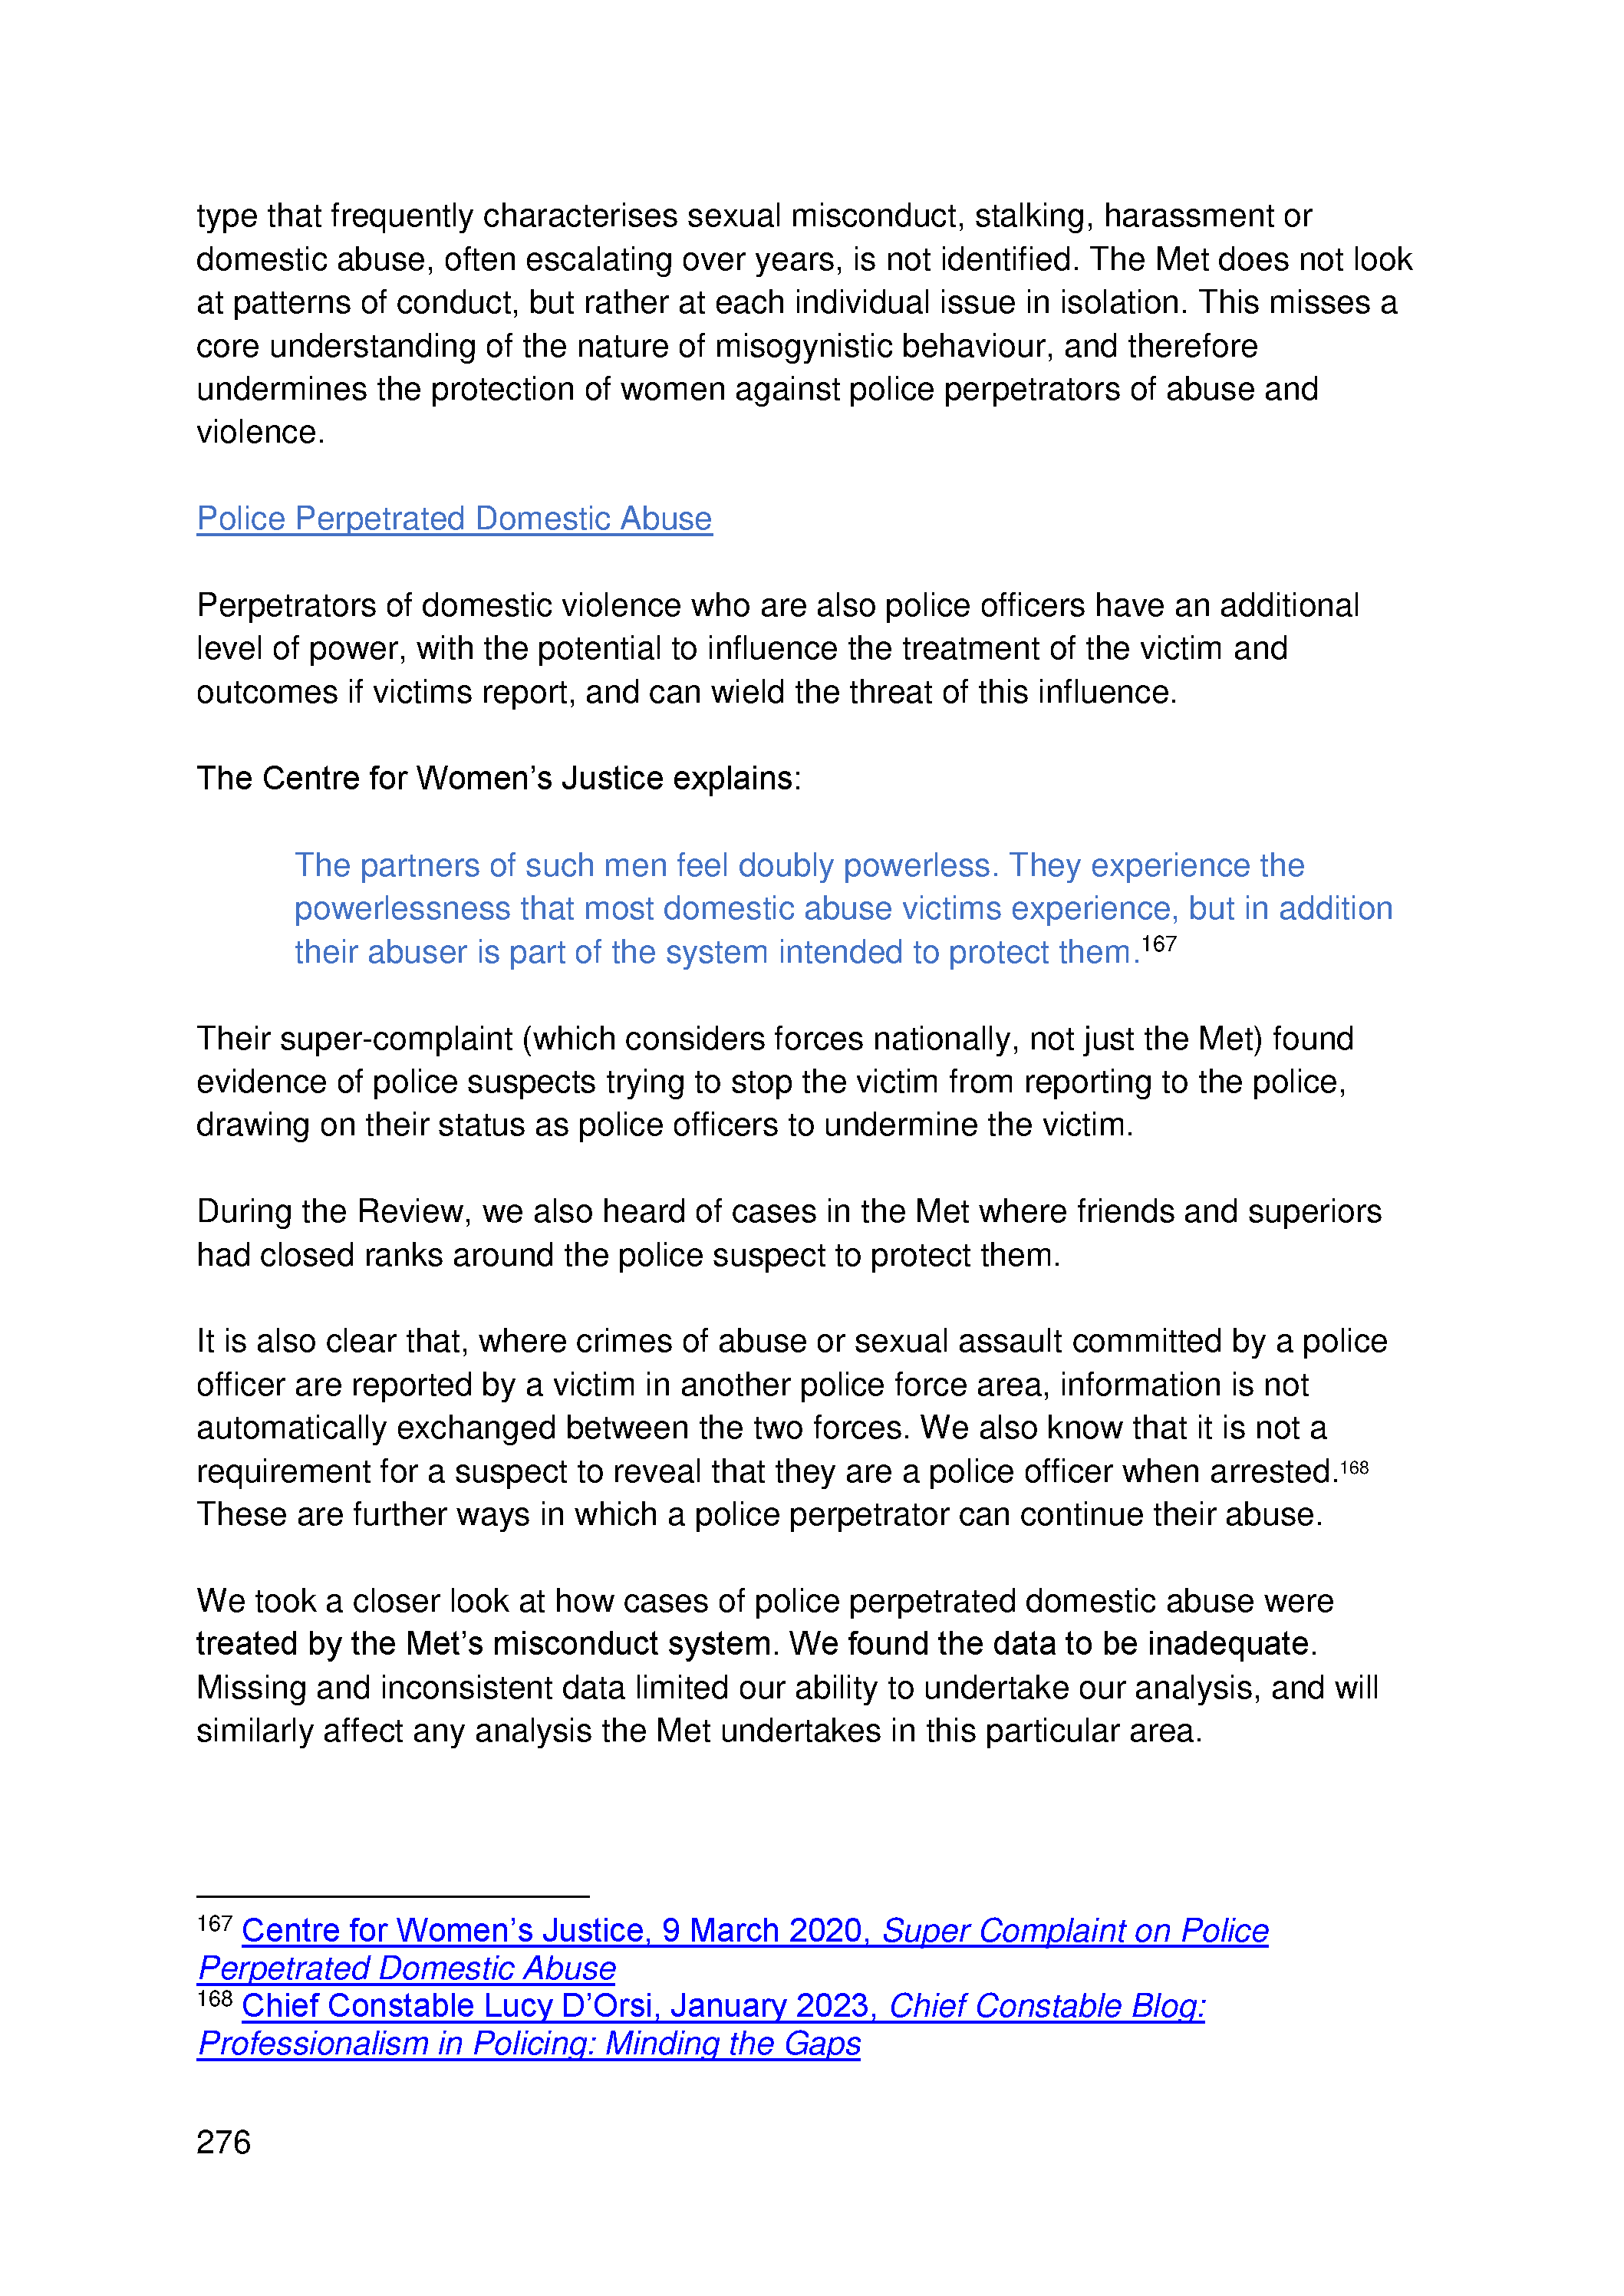 type that frequently characterises sexual misconduct, stalking, harassment or
domestic abuse, often escalating over years, is not identified. The Met does not look
at patterns of conduct, but rather at each individual issue in isolation. This misses a
core understanding of the nature of misogynistic behaviour, and therefore
undermines the protection of women against police perpetrators of abuse and
violence.
Police Perpetrated Domestic Abuse
Perpetrators of domestic violence who are also police officers have an additional
level of power, with the potential to influence the treatment of the victim and
outcomes if victims report, and can wield the threat of this influence.
The Centre for Women’s Justice explains:
The partners of such men feel doubly powerless. They experience the
powerlessness that most domestic abuse victims experience, but in addition
their abuser is part of the system intended to protect them.167
Their super-complaint (which considers forces nationally, not just the Met) found
evidence of police suspects trying to stop the victim from reporting to the police,
drawing on their status as police officers to undermine the victim.
During the Review, we also heard of cases in the Met where friends and superiors
had closed ranks around the police suspect to protect them.
It is also clear that, where crimes of abuse or sexual assault committed by a police
officer are reported by a victim in another police force area, information is not
automatically exchanged between the two forces. We also know that it is not a
requirement for a suspect to reveal that they are a police officer when arrested.168
These are further ways in which a police perpetrator can continue their abuse.
We took a closer look at how cases of police perpetrated domestic abuse were
treated by the Met’s misconduct system. We found the data to be inadequate.
Missing and inconsistent data limited our ability to undertake our analysis, and will
similarly affect any analysis the Met undertakes in this particular area.
167 Centre for Women’s Justice, 9 March 2020, Super Complaint on Police
Perpetrated Domestic Abuse
168 Chief Constable Lucy D’Orsi, January 2023, Chief Constable Blog:
Professionalism in Policing: Minding the Gaps
276